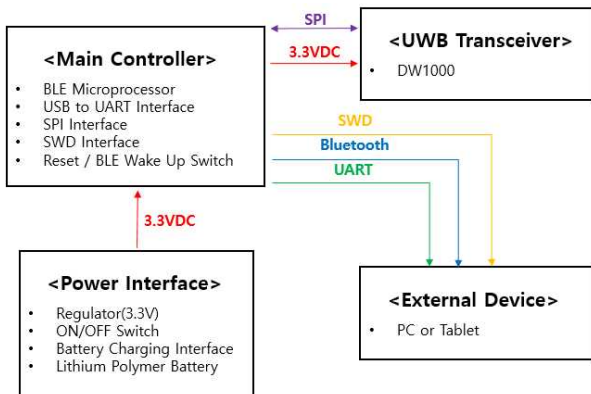 SPI
<Main Controller>
3.3VDC
<UWB Transceiver>
• BLE Microprocessor
• USB to UART Interface
• SPI Interface
• SWD Interface
• Reset / BLE Wake Up Switch
• DW1000
SWD
Bluetooth
UART
3.3VDC
<Power Interface>
• Regulator(3.3V)
• ON/OFF Switch
• Battery Charging Interface
• Lithium Polymer Battery
<External Device>
• PC or Tablet